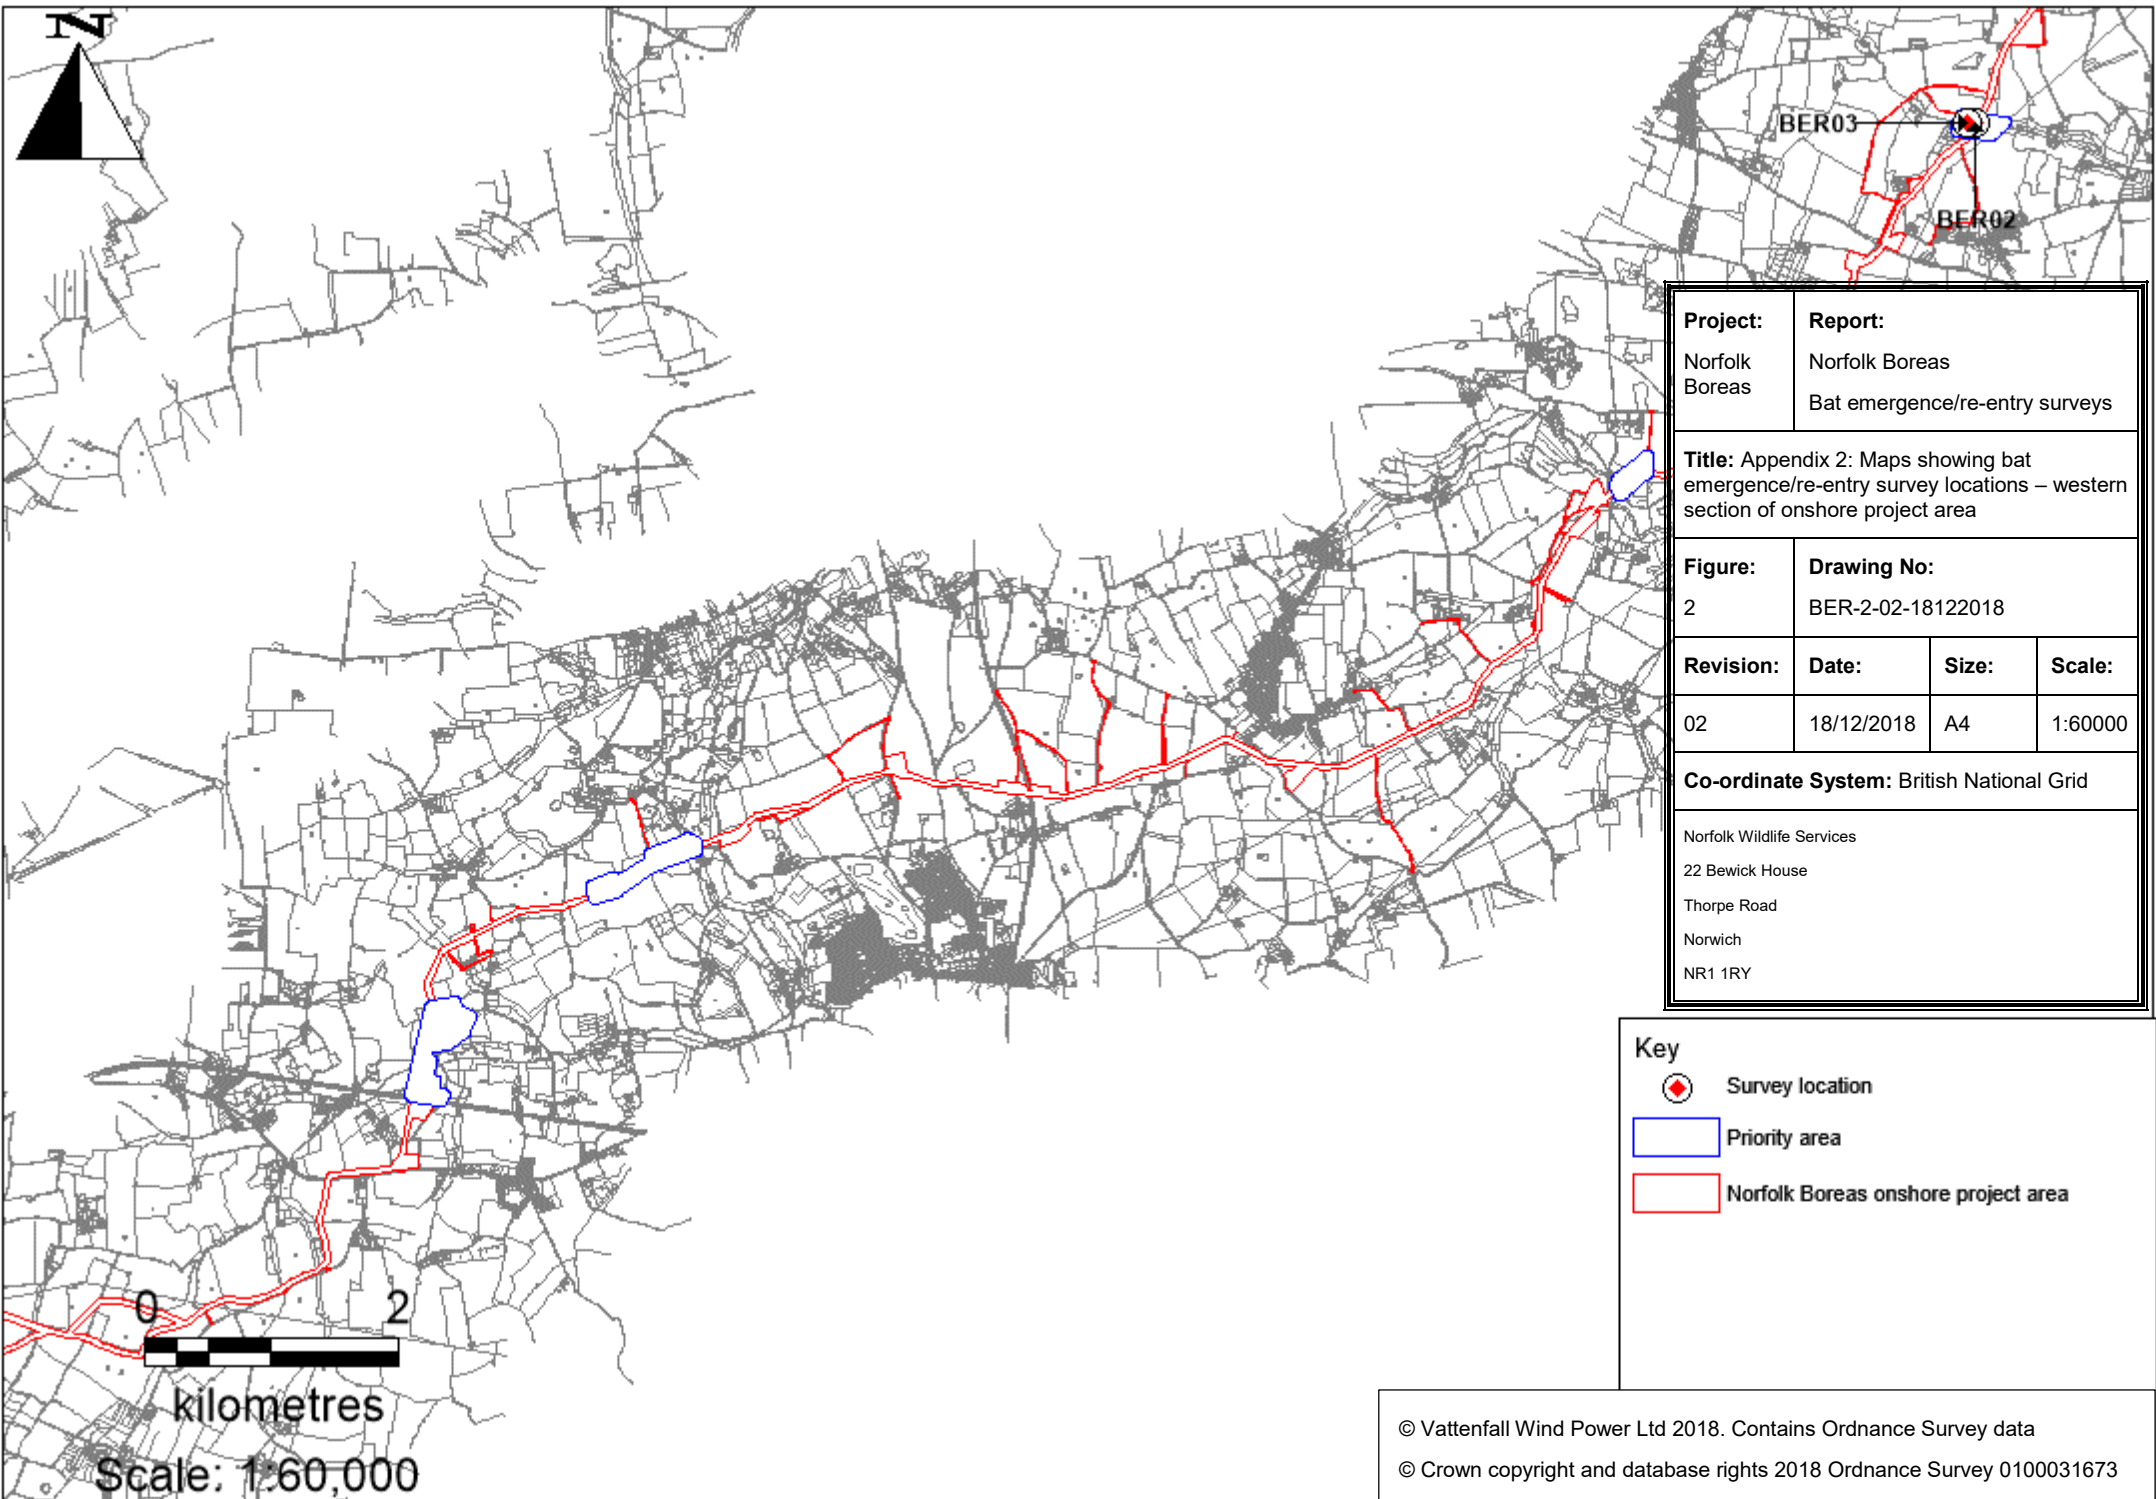 N
BER03
BER02
Project:
Norfolk
Boreas
Report:
Norfolk Boreas
Bat emergence/re-entry surveys
Title: Appendix 2: Maps showing bat
emergence/re-entry survey locations – western
section of onshore project area
Figure:
2
Drawing No:
BER-2-02-18122018
Revision:
Date:
Size:
Scale:
02
18/12/2018
A4
1:60000
Co-ordinate System: British National Grid
Norfolk Wildlife Services
22 Bewick House
Thorpe Road
Norwich
NR1 1RY
Key
Survey location
Priority area
Norfolk Boreas onshore project area
0 2
kilometres
Scale: 1:60,000
© Vattenfall Wind Power Ltd 2018. Contains Ordnance Survey data
© Crown copyright and database rights 2018 Ordnance Survey 0100031673